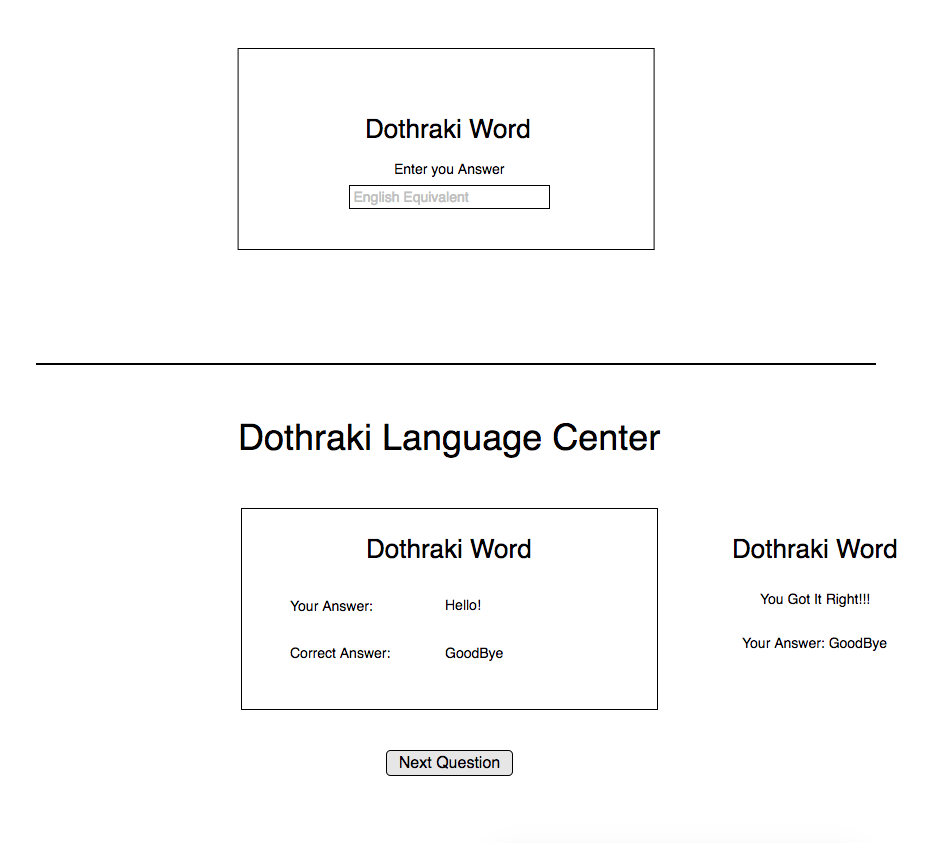 Dothraki Word
Enter you Answer
English Equivalent
Dothraki Language Center
Dothraki Word
Your Answer: Hello!
Correct Answer: GoodBye
Dothraki Word
You Got It Right!!!
Your Answer: GoodBye
Next Question